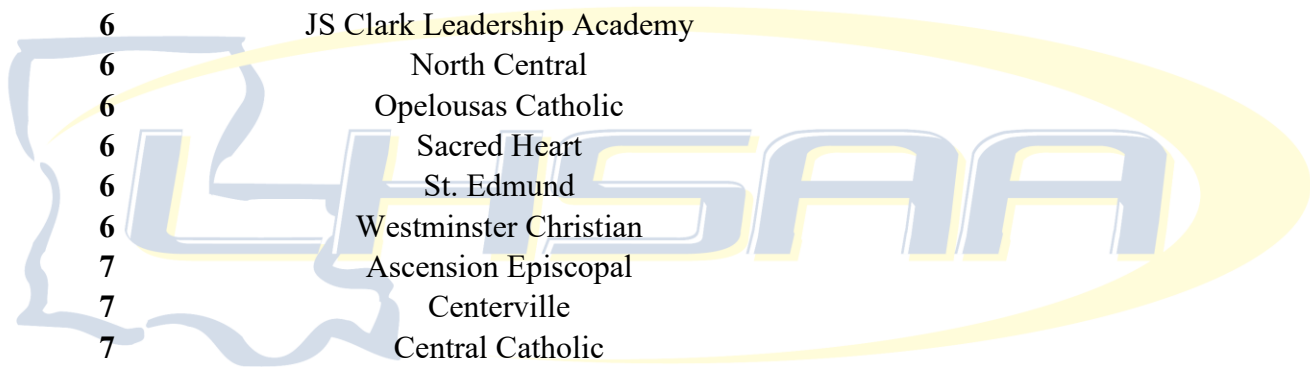 6 JS Clark Leadership Academy
6 North Central
6 Opelousas Catholic
6 Sacred Heart
6 St. Edmund
6 Westminster Christian
7 Ascension Episcopal
7 Centerville
7 Central Catholic
LHSAA